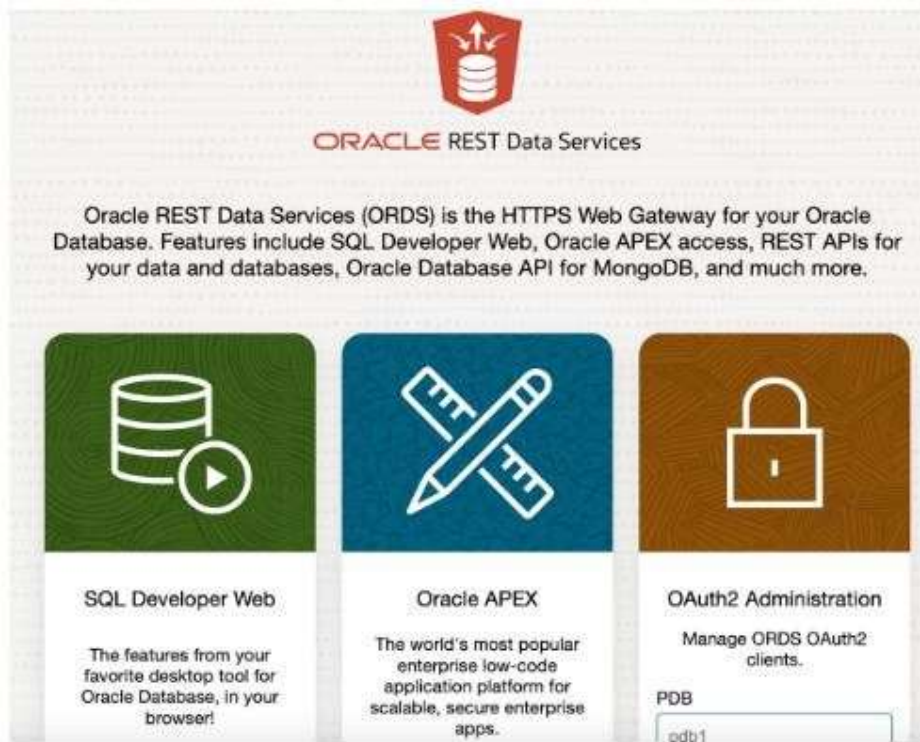 ORACLE REST Data Services
Oracle REST Data Services (ORDS) is the HTTPS Web Gateway for your Oracle
Database. Features include SQL Developer Web, Oracle APEX access, REST APIs for
your data and databases, Oracle Database API for MongoDB, and much more.
SQL Developer Web
The features from your
favorite desktop tool for
Oracle Database, in your
browser!
Oracle APEX
The world's most popular
enterprise low-code
application platform for
scalable, secure enterprise
apps.
OAuth2 Administration
Manage ORDS OAuth2
clients.
PDB
pdb1